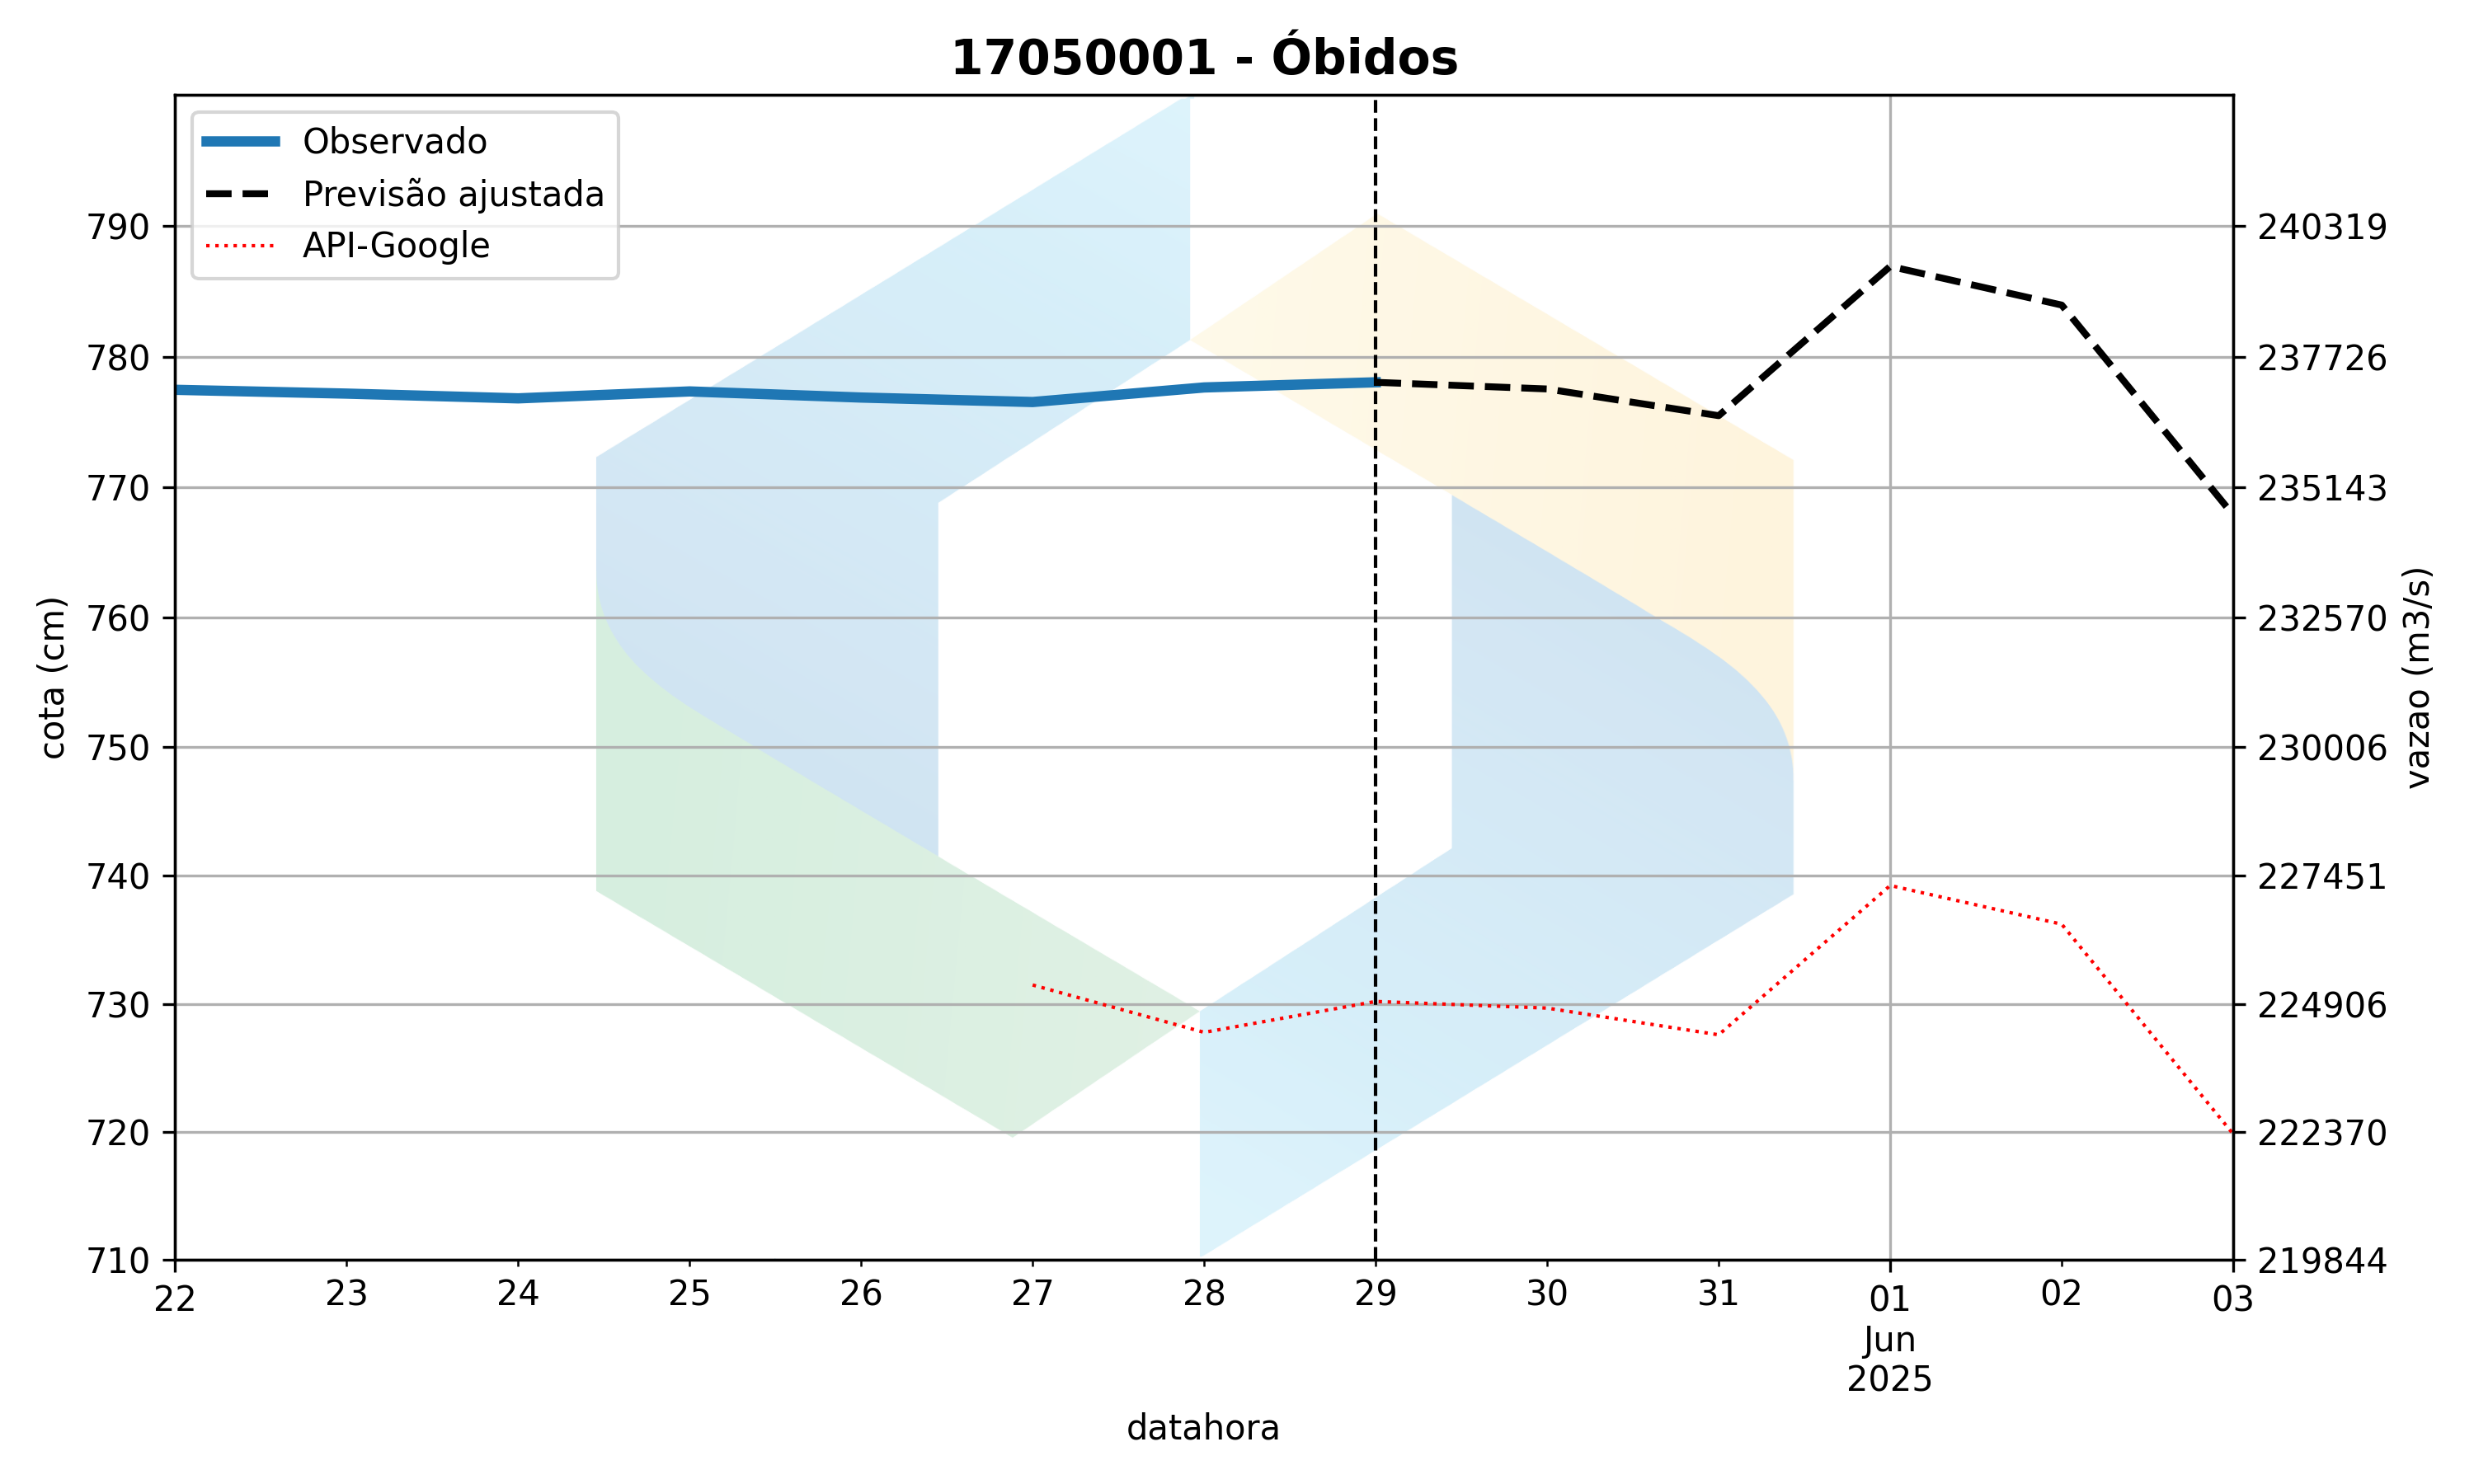 17050001 - Óbidos
Observado
Previsão ajustada
API-Google
790
780
770
760
750
740
730
720
710
cota (cm)
240319
237726
235143
232570
230006
227451
224906
222370
219844
vazao (m3/s)
22 23 24 25 26 27 28 29 30 31 01 02 03
Jun
2025
datahora